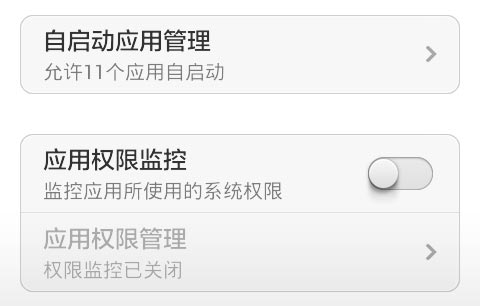 自启动应用管理
允许11个应用自启动
应用权限监控
监控应用所使用的系统权限
应用权限管理
权限监控已关闭